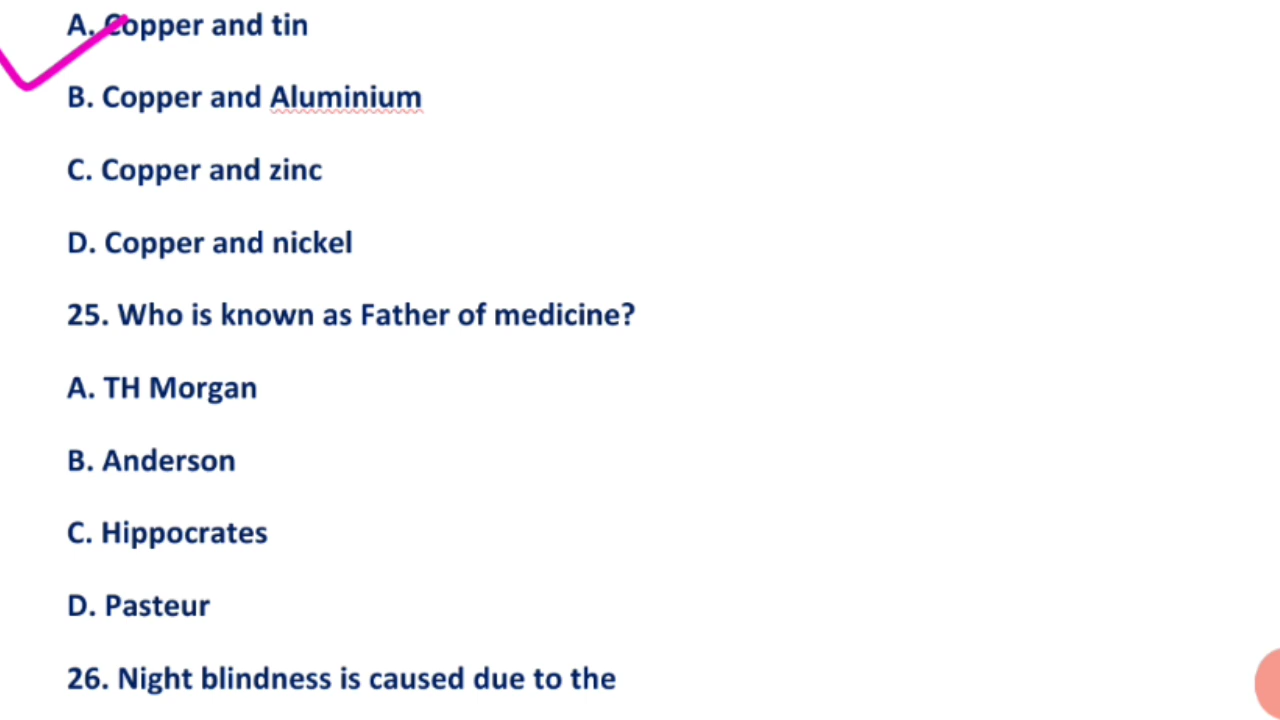 A. Copper and tin
B. Copper and Aluminium
C. Copper and zinc
D. Copper and nickel
25. Who is known as Father of medicine?
A. TH Morgan
B. Anderson
C. Hippocrates
D. Pasteur
26. Night blindness is caused due to the